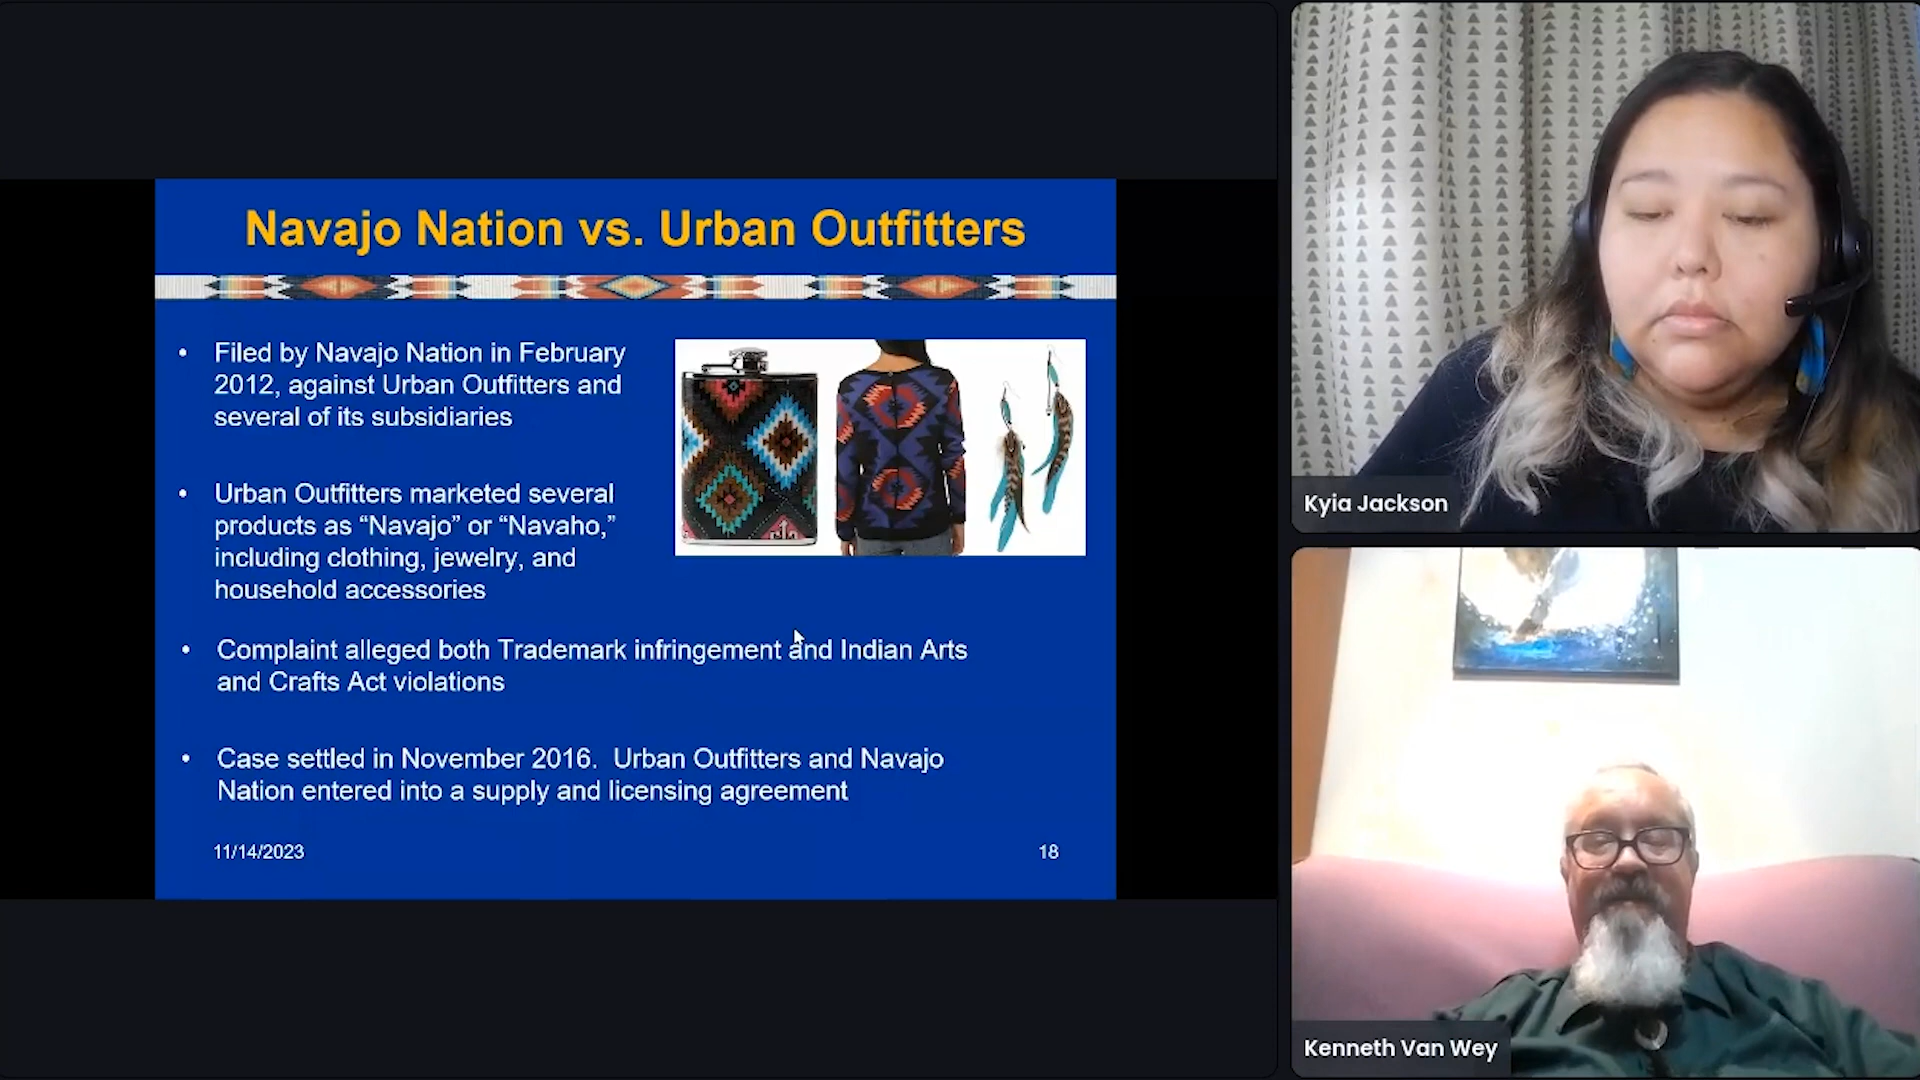 Navajo Nation vs. Urban Outfitters
• Filed by Navajo Nation in February
2012, against Urban Outfitters and
several of its subsidiaries
• Urban Outfitters marketed several
products as “Navajo” or “Navaho,”
including clothing, jewelry, and
household accessories
• Complaint alleged both Trademark infringement and Indian Arts
and Crafts Act violations
• Case settled in November 2016.  Urban Outfitters and Navajo
Nation entered into a supply and licensing agreement
11/14/2023
18
Kyia Jackson
Kenneth Van Wey